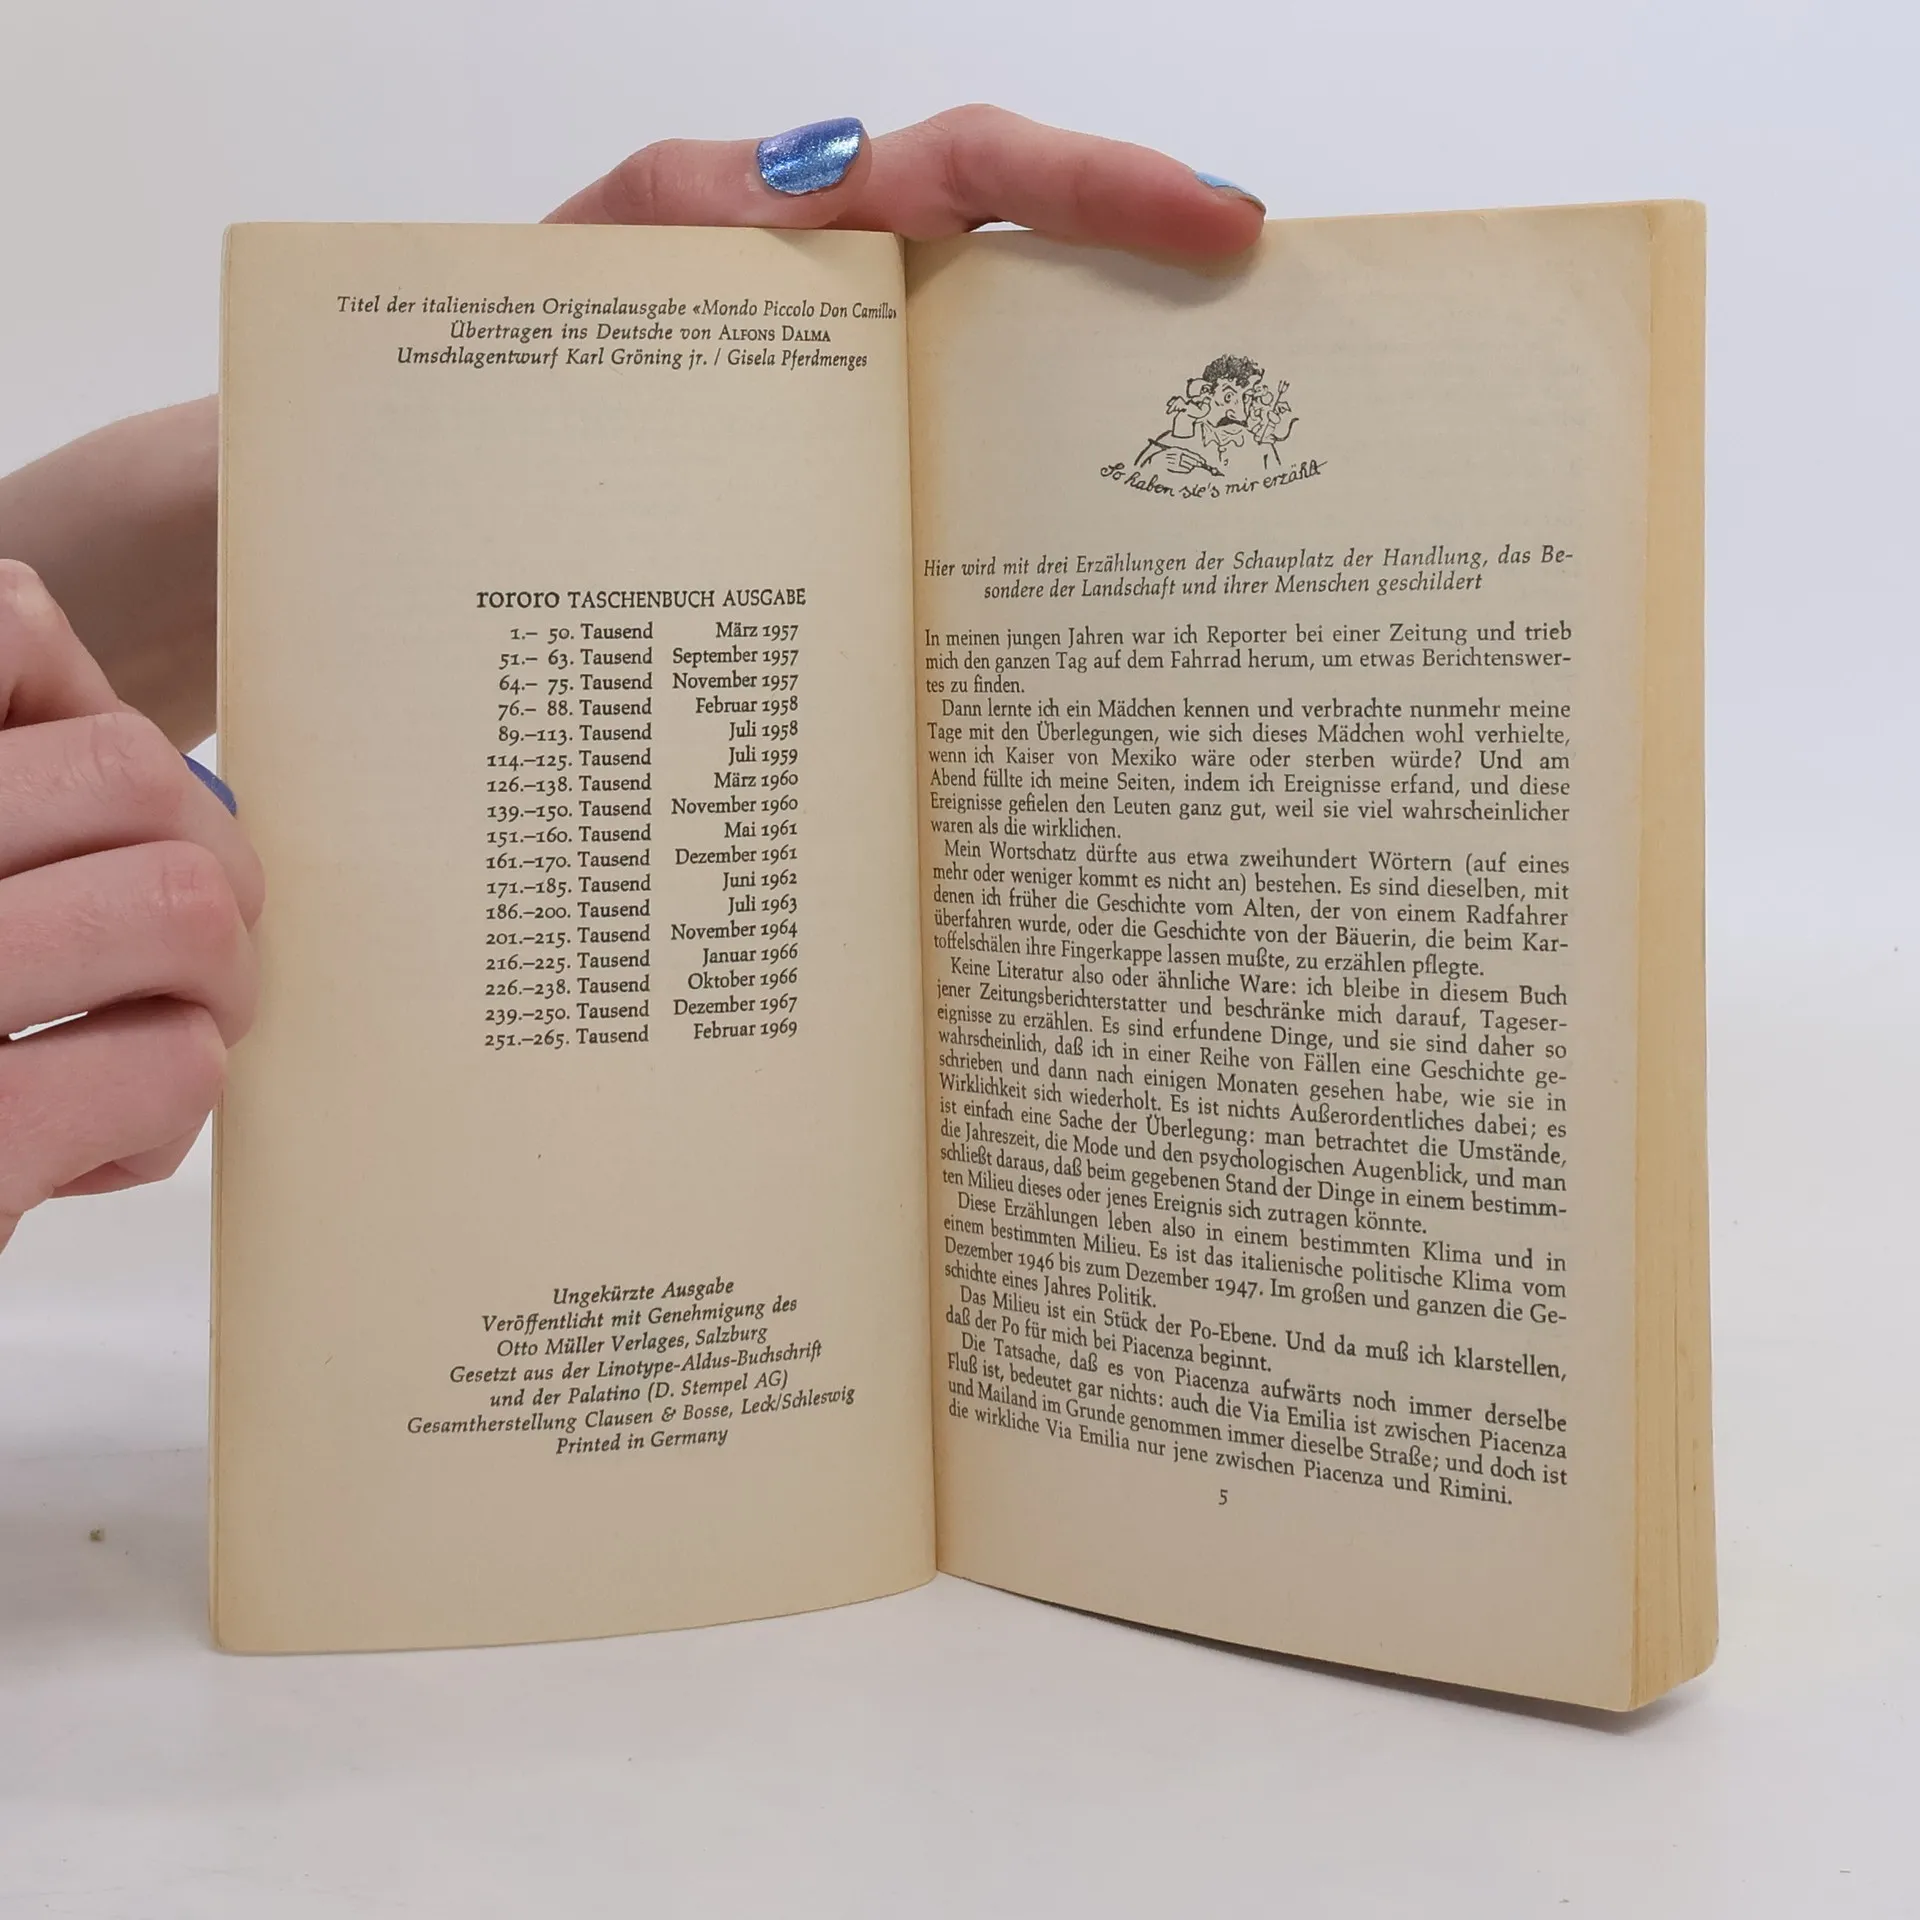 Titel der italienischen Originalausgabe «Mondo Piccolo Don Camillo»
Übertragen ins Deutsche von ALFONS DALMA
Umschlagentwurf Karl Gröning jr. / Gisela Pferdmenges
rororo TASCHENBUCH AUSGABE
1.– 50. Tausend März 1957
51.– 63. Tausend September 1957
64.– 75. Tausend November 1957
76.– 88. Tausend Februar 1958
89.–113. Tausend Juli 1958
114.–125. Tausend Juli 1959
126.–138. Tausend März 1960
139.–150. Tausend November 1960
151.–160. Tausend Mai 1961
161.–170. Tausend Dezember 1961
171.–185. Tausend Juni 1962
186.–200. Tausend Juli 1963
201.–215. Tausend November 1964
216.–225. Tausend Januar 1966
226.–238. Tausend Oktober 1966
239.–250. Tausend Dezember 1967
251.–265. Tausend Februar 1969
Ungekürzte Ausgabe
Veröffentlicht mit Genehmigung des
Otto Müller Verlages, Salzburg
Gesetzt aus der Linotype-Aldus-Buchschrift
und der Palatino (D. Stempel AG)
Gesamtherstellung Clausen & Bosse, Leck/Schleswig
Printed in Germany
So haben sie's mir erzählt
Hier wird mit drei Erzählungen der Schauplatz der Handlung, das Be-
sondere der Landschaft und ihrer Menschen geschildert
In meinen jungen Jahren war ich Reporter bei einer Zeitung und trieb
mich den ganzen Tag auf dem Fahrrad herum, um etwas Berichtenswer-
tes zu finden.
Dann lernte ich ein Mädchen kennen und verbrachte nunmehr meine
Tage mit den Überlegungen, wie sich dieses Mädchen wohl verhielte,
wenn ich Kaiser von Mexiko wäre oder sterben würde? Und am
Abend füllte ich meine Seiten, indem ich Ereignisse erfand, und diese
Ereignisse gefielen den Leuten ganz gut, weil sie viel wahrscheinlicher
waren als die wirklichen.
Mein Wortschatz dürfte aus etwa zweihundert Wörtern (auf eines
mehr oder weniger kommt es nicht an) bestehen. Es sind dieselben, mit
denen ich früher die Geschichte vom Alten, der von einem Radfahrer
überfahren wurde, oder die Geschichte von der Bäuerin, die beim Kar-
toffelschälen ihre Fingerkappe lassen mußte, zu erzählen pflegte.
Keine Literatur also oder ähnliche Ware: ich bleibe in diesem Buch
jener Zeitungsberichterstatter und beschränke mich darauf, Tageser-
eignisse zu erzählen. Es sind erfundene Dinge, und sie sind daher so
wahrscheinlich, daß ich in einer Reihe von Fällen eine Geschichte ge-
schrieben und dann nach einigen Monaten gesehen habe, wie sie in
Wirklichkeit sich wiederholt. Es ist nichts Außerordentliches dabei; es
ist einfach eine Sache der Überlegung: man betrachtet die Umstände,
die Jahreszeit, die Mode und den psychologischen Augenblick, und man
schließt daraus, daß beim gegebenen Stand der Dinge in einem bestimm-
ten Milieu dieses oder jenes Ereignis sich zutragen könnte.
Diese Erzählungen leben also in einem bestimmten Klima und in
einem bestimmten Milieu. Es ist das italienische politische Klima vom
Dezember 1946 bis zum Dezember 1947. Im großen und ganzen die Ge-
schichte eines Jahres Politik.
Das Milieu ist ein Stück der Po-Ebene. Und da muß ich klarstellen,
daß der Po für mich bei Piacenza beginnt.
Die Tatsache, daß es von Piacenza aufwärts noch immer derselbe
Fluß ist, bedeutet gar nichts: auch die Via Emilia ist zwischen Piacenza
und Mailand im Grunde genommen immer dieselbe Straße; und doch ist
die wirkliche Via Emilia nur jene zwischen Piacenza und Rimini.
5